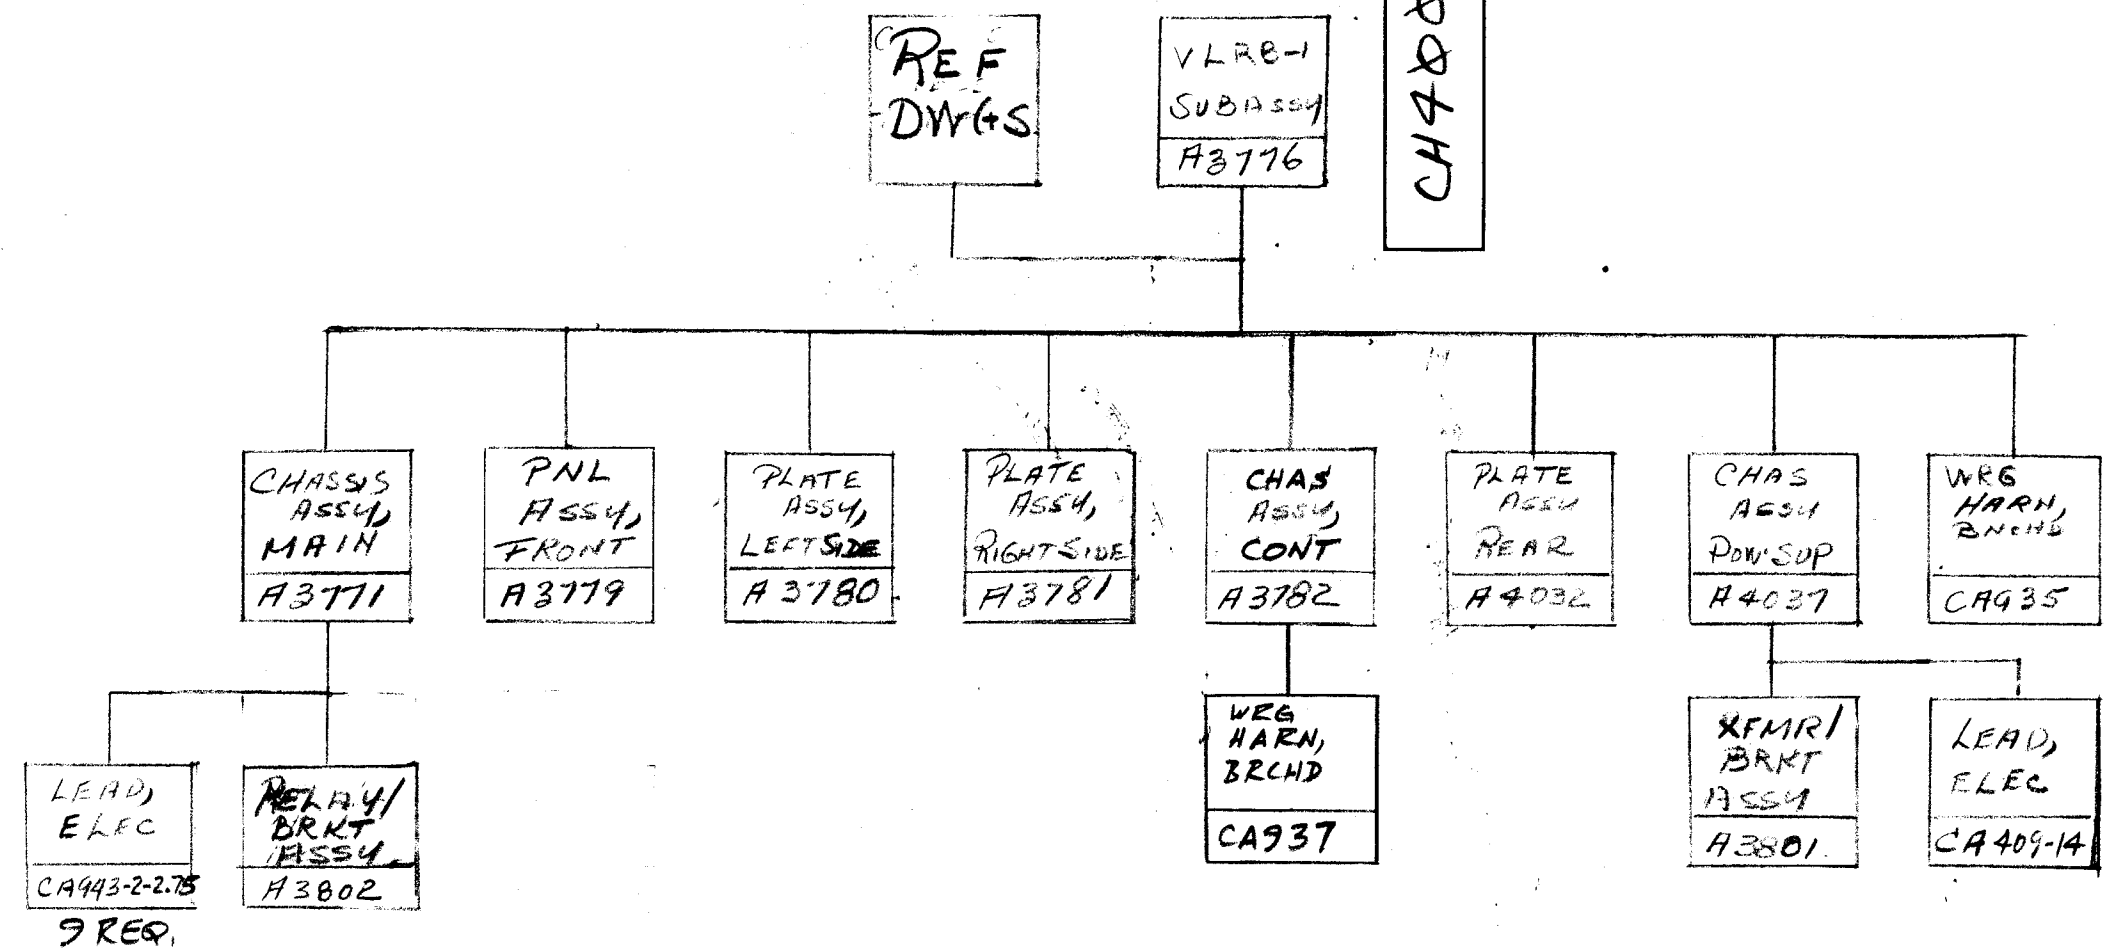 REF
DWGS
VLRB-1
SUBASSY
A3776
CH4
CHASSIS
ASSY,
MAIN
A3771
PNL
ASSY,
FRONT
A3779
PLATE
ASSY,
LEFT SIDE
A3780
PLATE
ASSY,
RIGHT SIDE
A3781
CHAS
ASSY,
CONT
A3782
PLATE
ASSY
REAR
A4032
CHAS
ASSY
POW SUP
A4037
WRG
HARN,
BNCHD
CA935
LEAD,
ELEC
CA943-2-2.75
9 REQ.
RELAY/
BRKT
ASSY
A3802
WRG
HARN,
BRCHD
CA937
XFMR/
BRKT
ASSY
A3801
LEAD,
ELEC
CA409-14